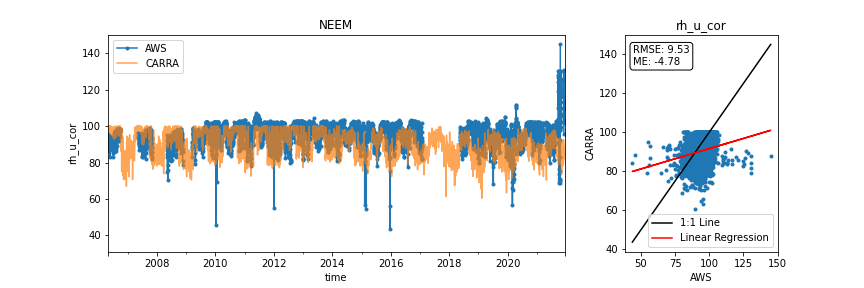 NEEM
AWS
CARRA
140
120
100
80
60
40
rh_u_cor
2008
2010
2012
2014
2016
2018
2020
time
rh_u_cor
RMSE: 9.53
ME: -4.78
140
120
100
80
60
40
CARRA
1:1 Line
Linear Regression
50
75
100
125
150
AWS